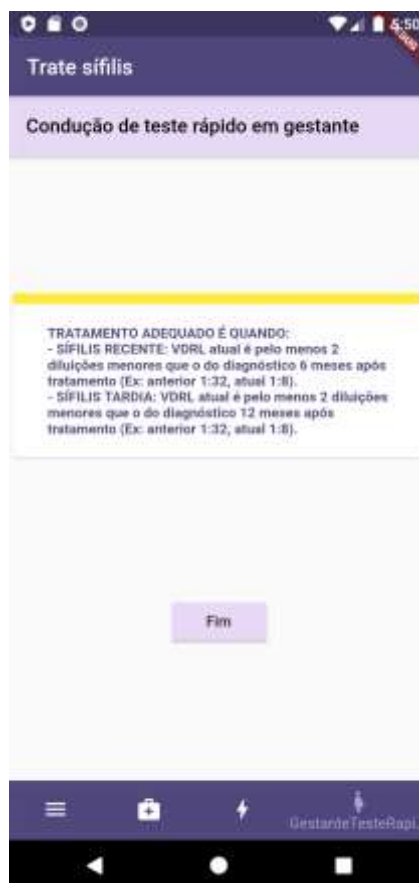 5:50
DEBUG
Trate sífilis
Condução de teste rápido em gestante
TRATAMENTO ADEQUADO É QUANDO:
- SÍFILIS RECENTE: VDRL atual é pelo menos 2
diluições menores que o do diagnóstico 6 meses após
tratamento (Ex: anterior 1:32, atual 1:8).
- SÍFILIS TARDIA: VDRL atual é pelo menos 2 diluições
menores que o do diagnóstico 12 meses após
tratamento (Ex: anterior 1:32, atual 1:8).
Fim
GestanteTesteRapi.